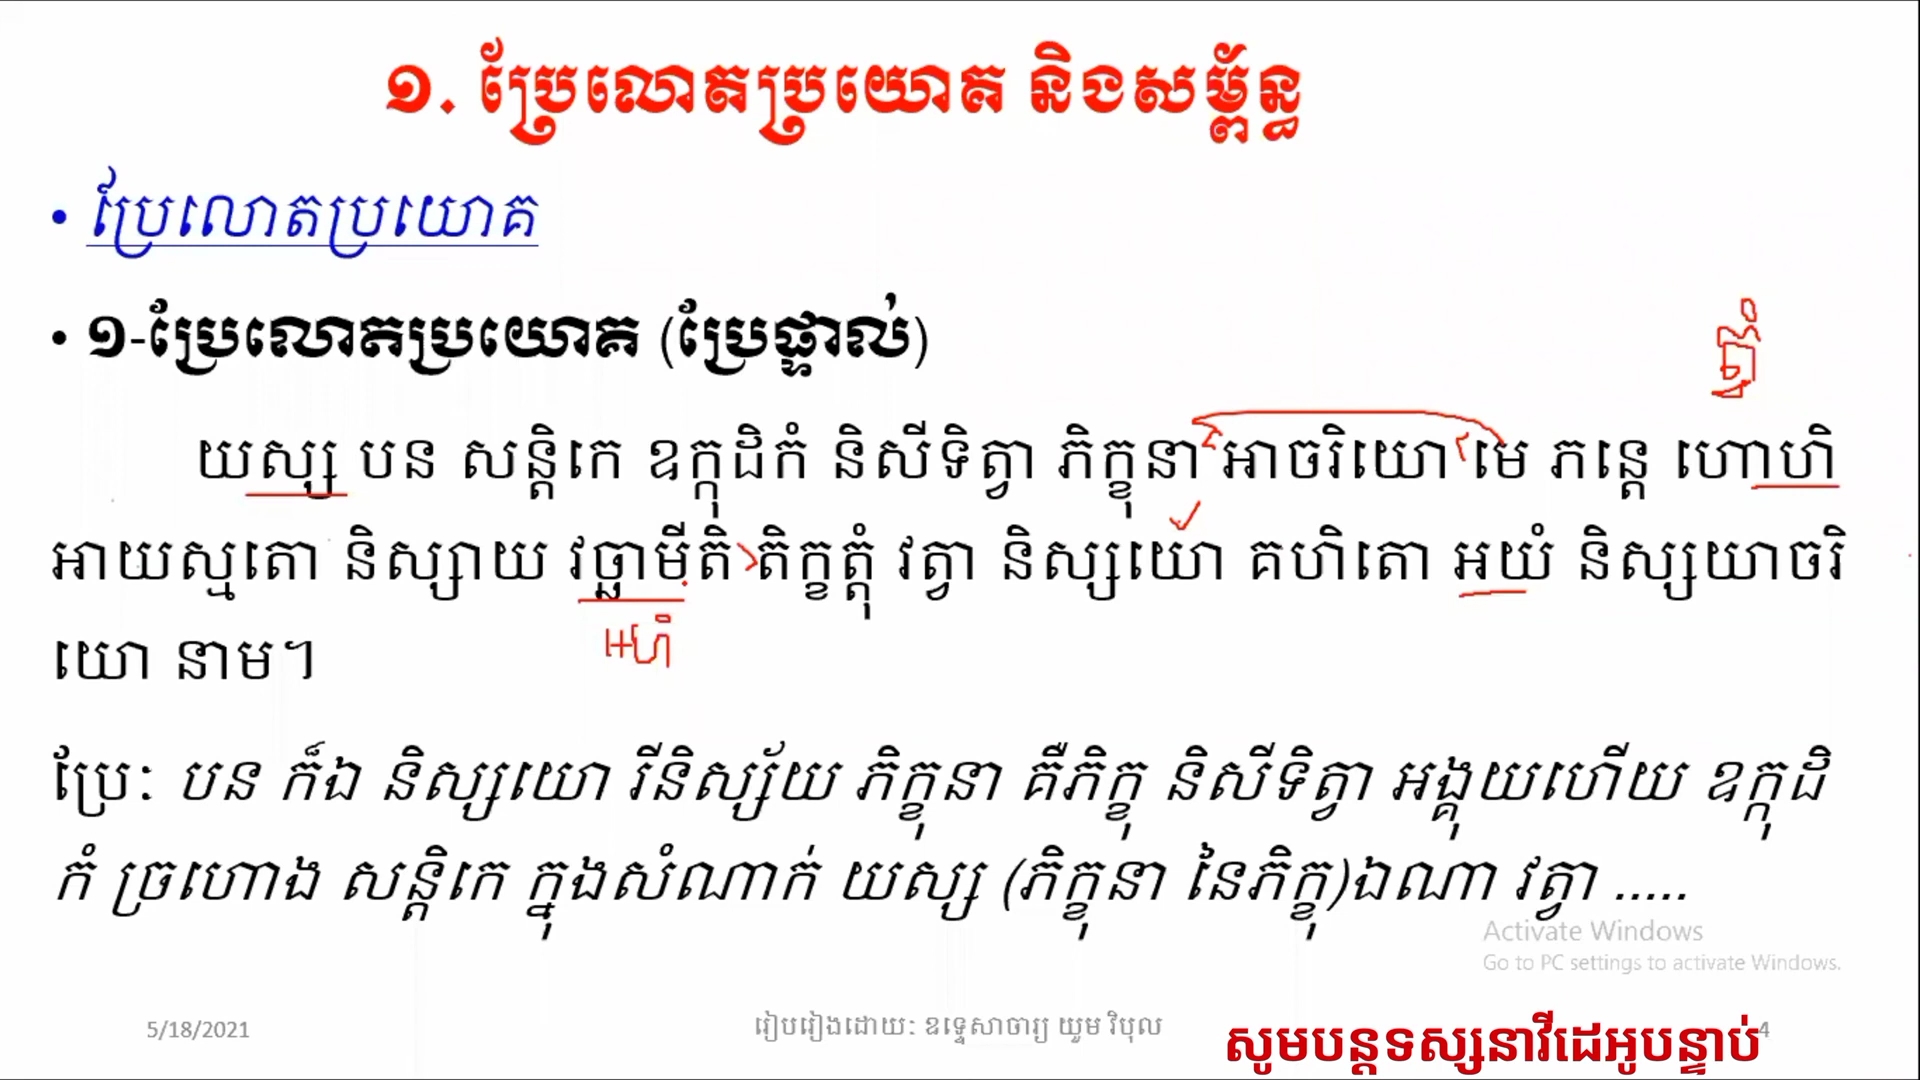 ១. ប្រែលោតប្រយោគ និងសម្ព័ន្ធ
• ប្រែលោតប្រយោគ
• ១-ប្រែលោតប្រយោគ (ប្រែផ្ទាល់)
យស្ស បន សន្តិកេ ឧក្កុដិកំ និសីទិត្វា ភិក្ខុនា អាចរិយោ មេ ភន្តេ ហោហិ
អាយស្មតោ និស្សាយ វច្ឆាមីតិ តិក្ខត្តុំ វត្វា និស្សយោ គហិតោ អយំ និស្សយាចរិ
យោ នាម។
+ហិ
ប្រែៈ បន ក៏ឯ និស្សយោ រីនិស្ស័យ ភិក្ខុនា គឺភិក្ខុ និសីទិត្វា អង្គុយហើយ ឧក្កុដិ
កំ ច្រហោង សន្តិកេ ក្នុងសំណាក់ យស្ស (ភិក្ខុនា នៃភិក្ខុ)ឯណា វត្វា .....
Activate Windows
Go to PC settings to activate Windows.
5/18/2021
រៀបរៀងដោយៈ ឧទ្ទេសាចារ្យ យួម វិបុល
4
សូមបន្តទស្សនាវីដេអូបន្ទាប់